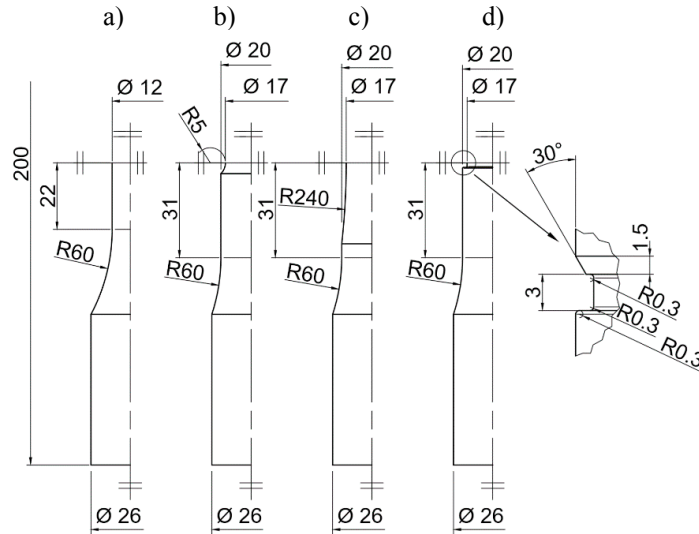 a)
b)
c)
d)
Ø 20
Ø 20
Ø 20
Ø 12
Ø 17
Ø 17
Ø 17
R5
30°
200
22
31
31
31
R240
1.5
3
R60
R60
R60
R60
R0.3
R0.3
R0.3
Ø 26
Ø 26
Ø 26
Ø 26